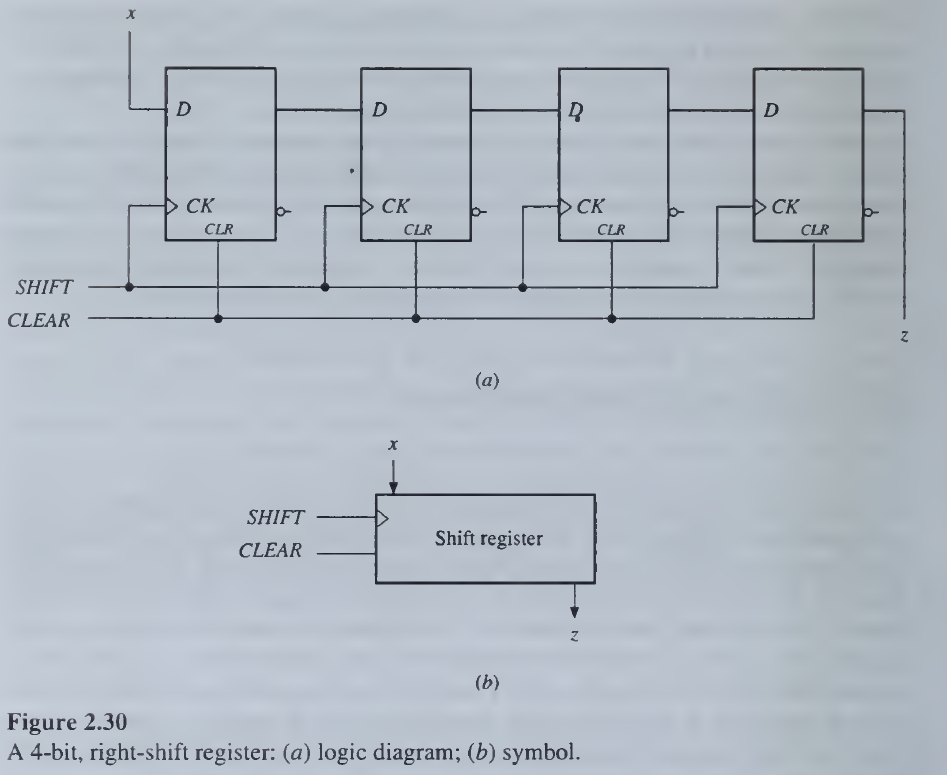 x
D D D D
CK CK CK CK
CLR CLR CLR CLR
SHIFT
CLEAR
z
(a)
x
SHIFT
Shift register
CLEAR
z
(b)
Figure 2.30
A 4-bit, right-shift register: (a) logic diagram; (b) symbol.